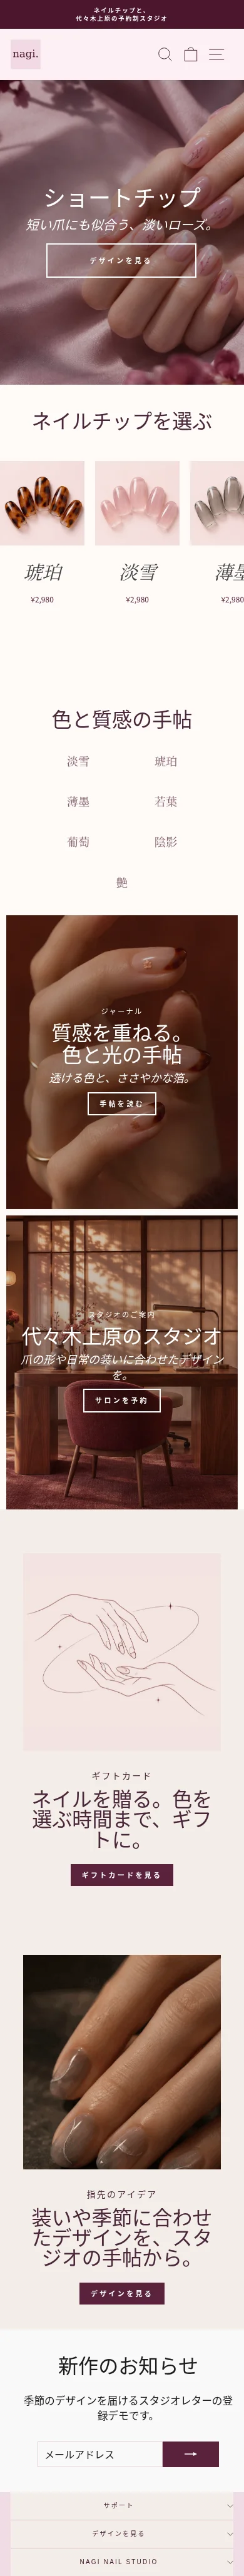 ネイルチップと、
代々木上原の予約制スタジオ
nagi.
ショートチップ
短い爪にも似合う、淡いローズ。
デザインを見る
ネイルチップを選ぶ
琥珀
淡雪
薄墨
¥2,980
¥2,980
¥2,980
色と質感の手帖
淡雪
琥珀
薄墨
若葉
葡萄
陰影
艶
ジャーナル
質感を重ねる。
色と光の手帖
透ける色と、ささやかな箔。
手帖を読む
スタジオのご案内
代々木上原のスタジオ
爪の形や日常の装いに合わせたデザイン
を。
サロンを予約
ギフトカード
ネイルを贈る。色を
選ぶ時間まで、ギフ
トに。
ギフトカードを見る
指先のアイデア
装いや季節に合わせ
たデザインを、スタ
ジオの手帖から。
デザインを見る
新作のお知らせ
季節のデザインを届けるスタジオレターの登
録デモです。
メールアドレス
サポート
デザインを見る
NAGI NAIL STUDIO